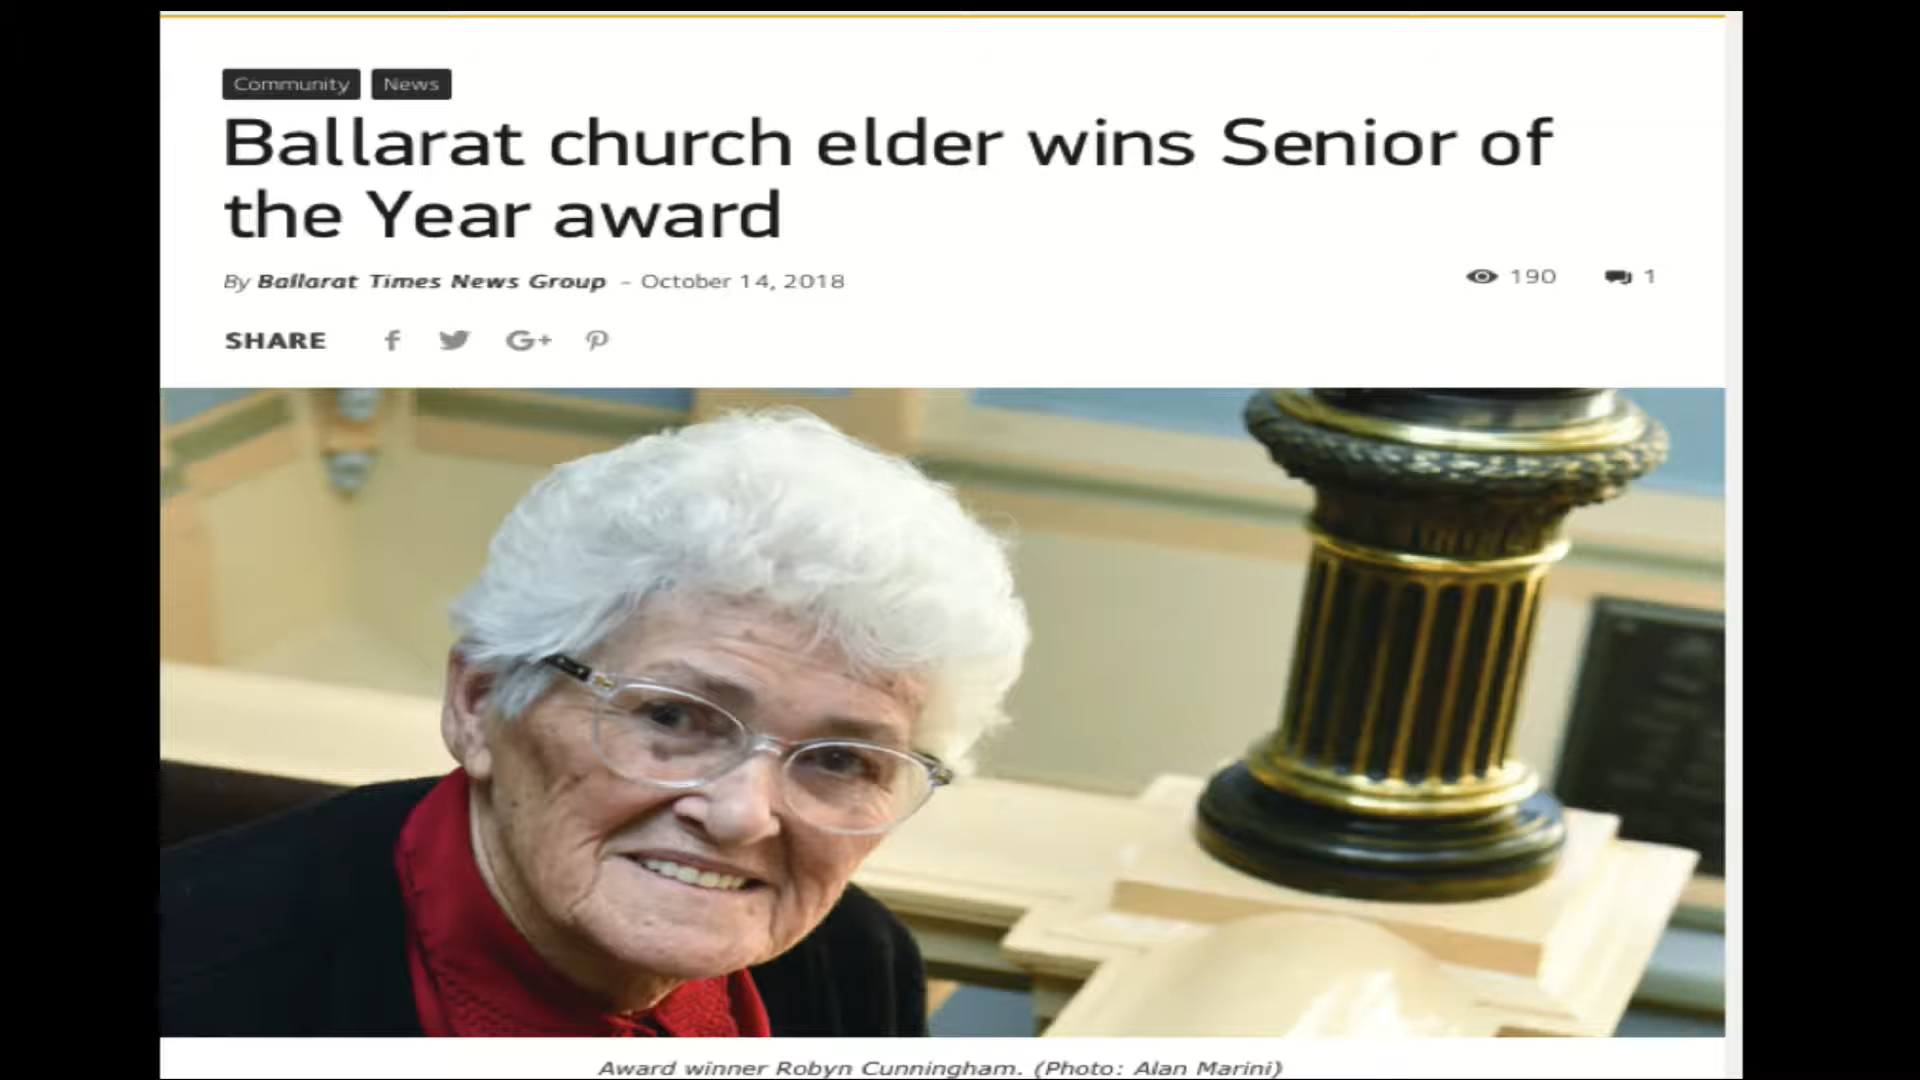 Community News
Ballarat church elder wins Senior of
the Year award
By Ballarat Times News Group - October 14, 2018 190 1
SHARE f G+
Award winner Robyn Cunningham. (Photo: Alan Marini)